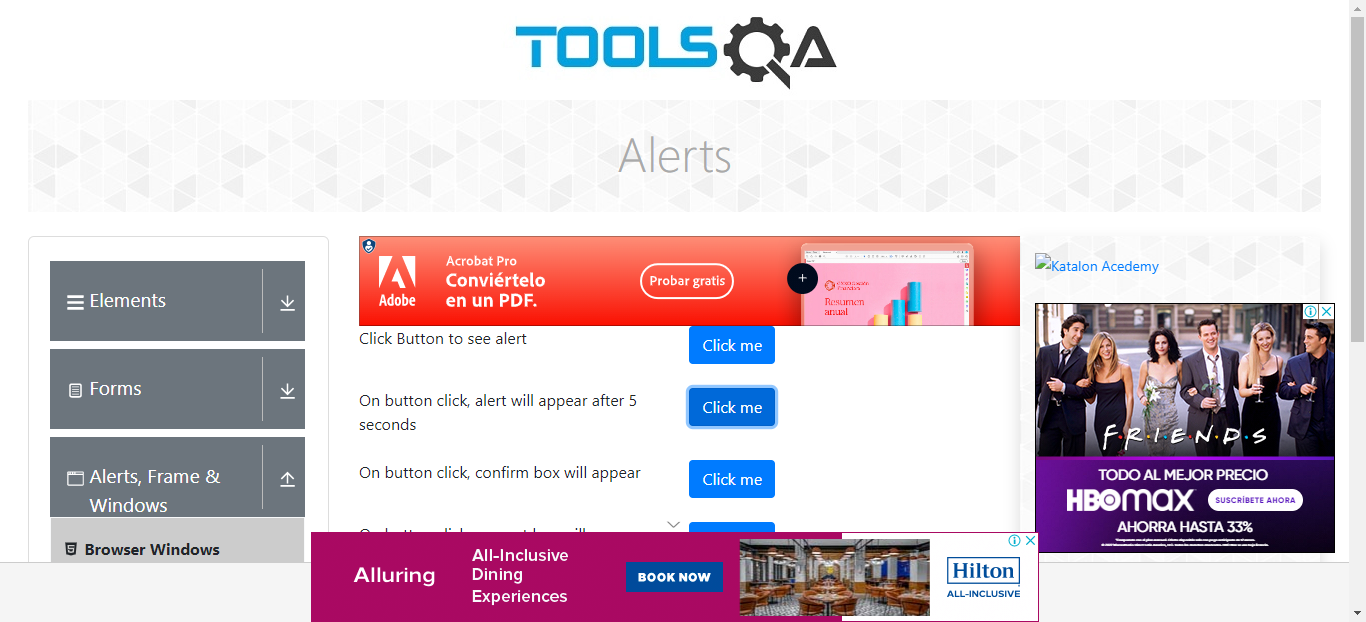 TOOLSQA
Alerts
Elements
Forms
Alerts, Frame &
Windows
Browser Windows
Adobe
Acrobat Pro
Conviértelo
en un PDF.
Probar gratis
Resumen
anual
Click Button to see alert
Click me
On button click, alert will appear after 5
seconds
Click me
On button click, confirm box will appear
Click me
Katalon Acedemy
F·R·I·E·N·D·S
TODO AL MEJOR PRECIO
HBOMAX
SUSCRÍBETE AHORA
AHORRA HASTA 33%
Alluring
All-Inclusive
Dining
Experiences
BOOK NOW
Hilton
ALL-INCLUSIVE